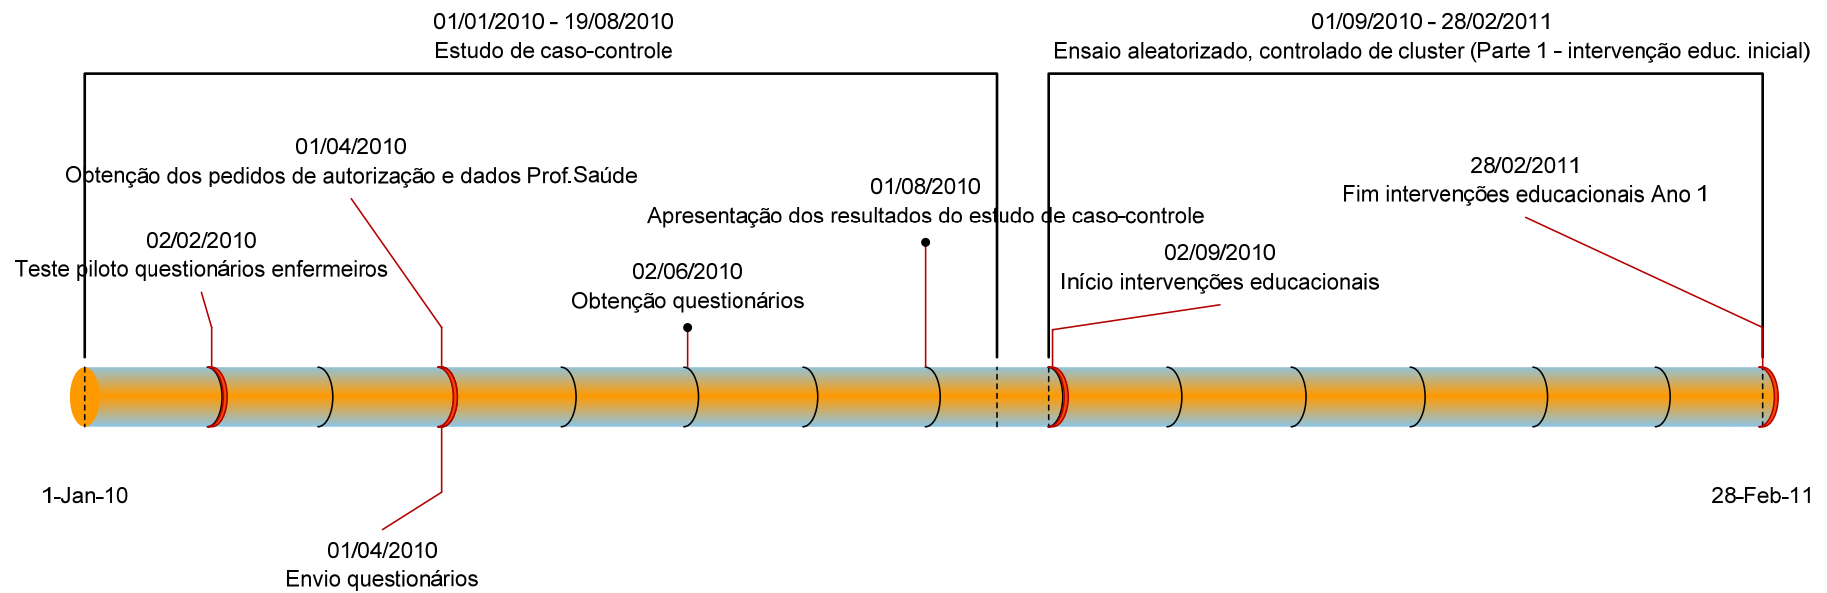 01/01/2010 - 19/08/2010
Estudo de caso-controle
01/09/2010 - 28/02/2011
Ensaio aleatorizado, controlado de cluster (Parte 1 - intervenção educ. inicial)
01/04/2010
Obtenção dos pedidos de autorização e dados Prof.Saúde
28/02/2011
Fim intervenções educacionais Ano 1
01/08/2010
Apresentação dos resultados do estudo de caso-controle
02/02/2010
Teste piloto questionários enfermeiros
02/06/2010
Obtenção questionários
02/09/2010
Início intervenções educacionais
1-Jan-10
28-Feb-11
01/04/2010
Envio questionários